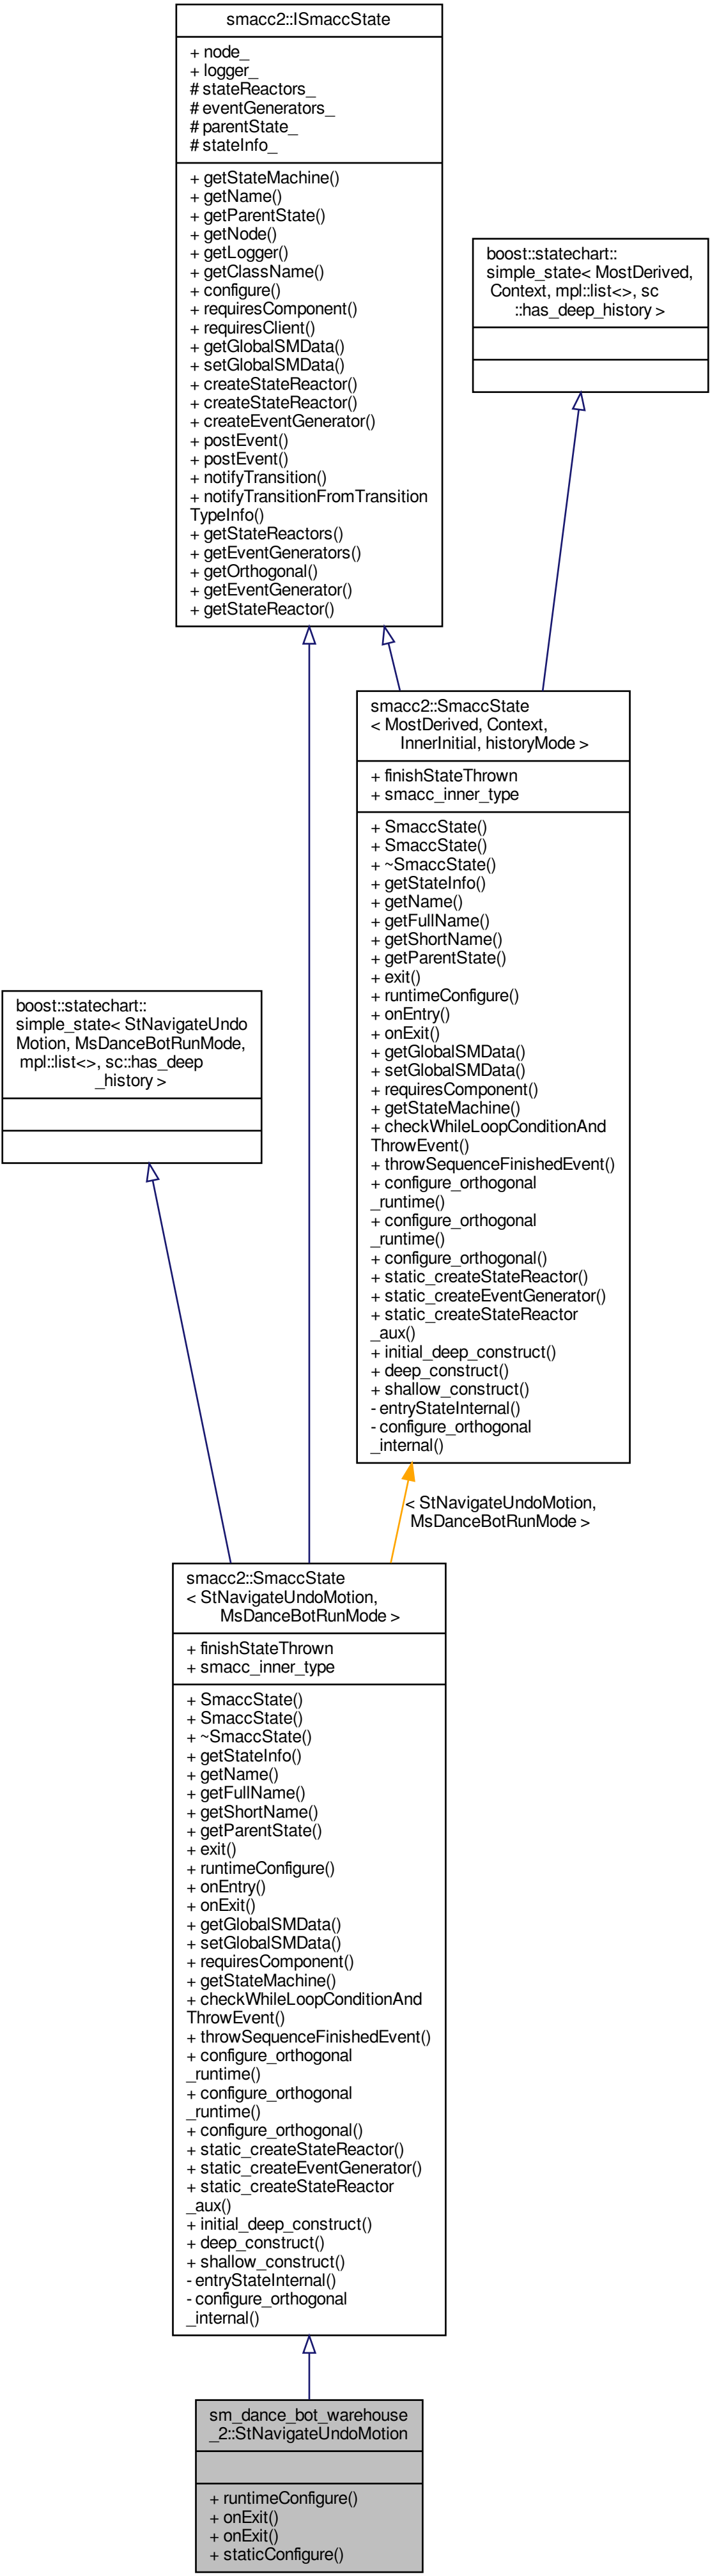 smacc2::ISmaccState
+ node_
+ logger_
# stateReactors_
# eventGenerators_
# parentState_
# stateInfo_
+ getStateMachine()
+ getName()
+ getParentState()
+ getNode()
+ getLogger()
+ getClassName()
+ configure()
+ requiresComponent()
+ requiresClient()
+ getGlobalSMData()
+ setGlobalSMData()
+ createStateReactor()
+ createStateReactor()
+ createEventGenerator()
+ postEvent()
+ postEvent()
+ notifyTransition()
+ notifyTransitionFromTransition
TypeInfo()
+ getStateReactors()
+ getEventGenerators()
+ getOrthogonal()
+ getEventGenerator()
+ getStateReactor()
boost::statechart::
simple_state< MostDerived,
Context, mpl::list<>, sc
::has_deep_history >
smacc2::SmaccState
< MostDerived, Context,
InnerInitial, historyMode >
+ finishStateThrown
+ smacc_inner_type
+ SmaccState()
+ SmaccState()
+ ~SmaccState()
+ getStateInfo()
+ getName()
+ getFullName()
+ getShortName()
+ getParentState()
+ exit()
+ runtimeConfigure()
+ onEntry()
+ onExit()
+ getGlobalSMData()
+ setGlobalSMData()
+ requiresComponent()
+ getStateMachine()
+ checkWhileLoopConditionAnd
ThrowEvent()
+ throwSequenceFinishedEvent()
+ configure_orthogonal
_runtime()
+ configure_orthogonal
_runtime()
+ configure_orthogonal()
+ static_createStateReactor()
+ static_createEventGenerator()
+ static_createStateReactor
_aux()
+ initial_deep_construct()
+ deep_construct()
+ shallow_construct()
- entryStateInternal()
- configure_orthogonal
_internal()
boost::statechart::
simple_state< StNavigateUndo
Motion, MsDanceBotRunMode,
mpl::list<>, sc::has_deep
_history >
< StNavigateUndoMotion,
MsDanceBotRunMode >
smacc2::SmaccState
< StNavigateUndoMotion,
MsDanceBotRunMode >
+ finishStateThrown
+ smacc_inner_type
+ SmaccState()
+ SmaccState()
+ ~SmaccState()
+ getStateInfo()
+ getName()
+ getFullName()
+ getShortName()
+ getParentState()
+ exit()
+ runtimeConfigure()
+ onEntry()
+ onExit()
+ getGlobalSMData()
+ setGlobalSMData()
+ requiresComponent()
+ getStateMachine()
+ checkWhileLoopConditionAnd
ThrowEvent()
+ throwSequenceFinishedEvent()
+ configure_orthogonal
_runtime()
+ configure_orthogonal
_runtime()
+ configure_orthogonal()
+ static_createStateReactor()
+ static_createEventGenerator()
+ static_createStateReactor
_aux()
+ initial_deep_construct()
+ deep_construct()
+ shallow_construct()
- entryStateInternal()
- configure_orthogonal
_internal()
sm_dance_bot_warehouse
_2::StNavigateUndoMotion
+ runtimeConfigure()
+ onExit()
+ onExit()
+ staticConfigure()